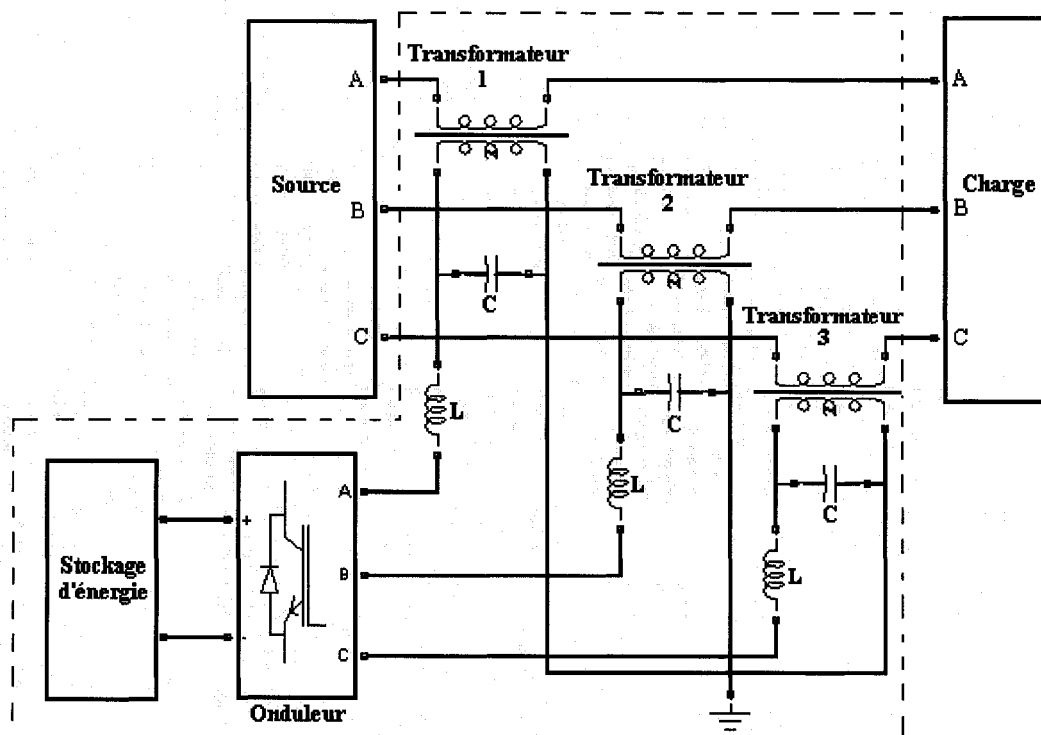 Transformateur
1
A
A
Source
Transformateur
2
Charge
N
B
B
N
C
Transformateur
3
C
C
N
L
C
L
C
A
+
Stockage
d'énergie
B
L
-
C
Onduleur